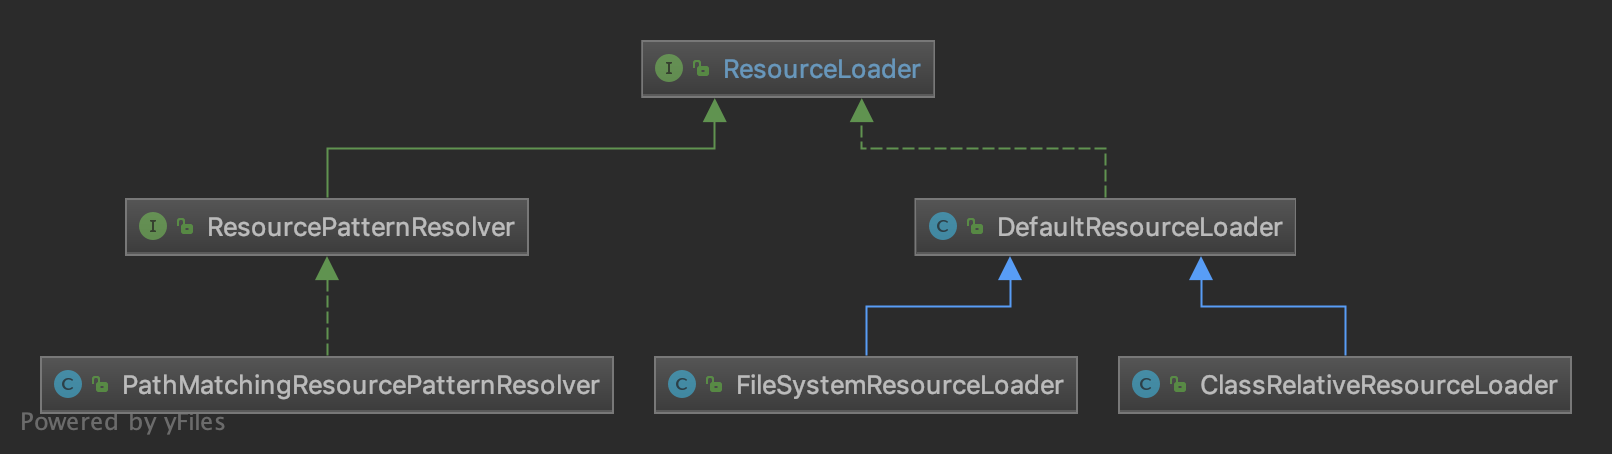 I ResourceLoader
I ResourcePatternResolver
C DefaultResourceLoader
C PathMatchingResourcePatternResolver
C FileSystemResourceLoader
C ClassRelativeResourceLoader
Powered by yFiles